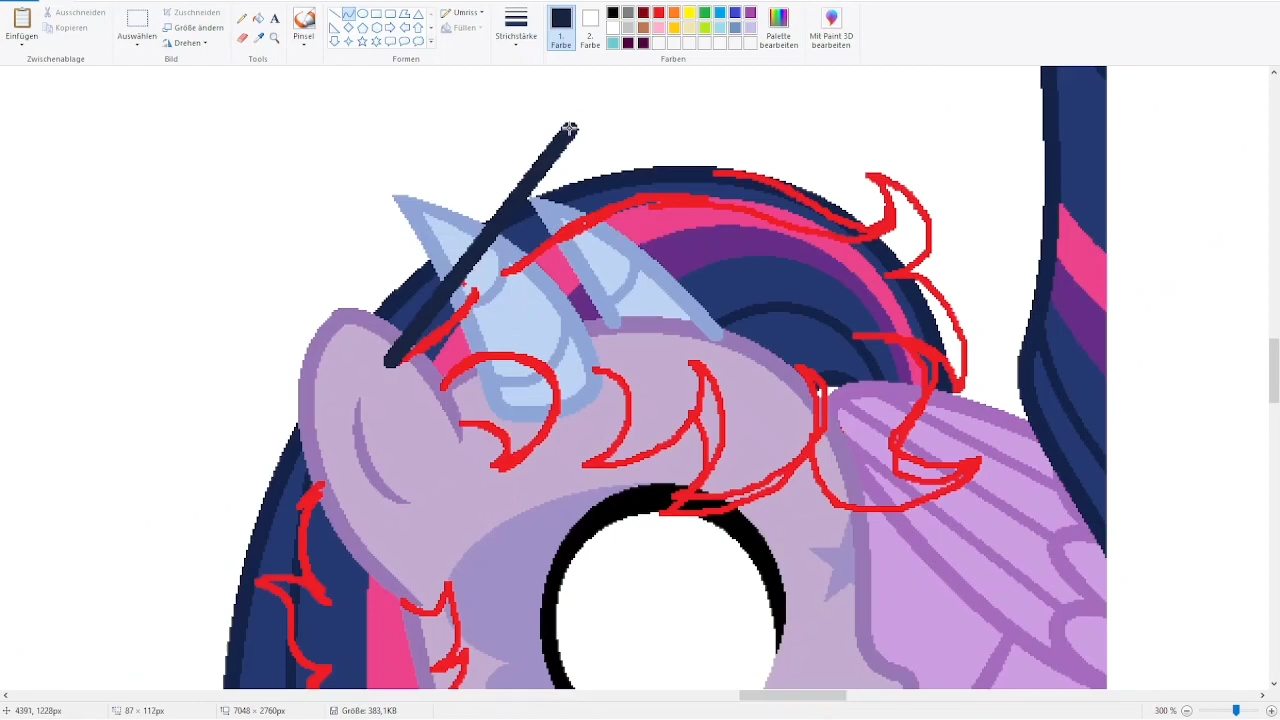 Ausschneiden
Kopieren
Zwischenablage
Auswählen
Zuschneiden
Größe ändern
Drehen
Bild
A
Tools
Pinsel
Formen
Umriss
Füllen
Strichstärke
1. Farbe
2. Farbe
Palette bearbeiten
Mit Paint 3D bearbeiten
Farben
4391, 1228px
87 × 112px
7048 × 2760px
Größe: 383,1KB
300 %